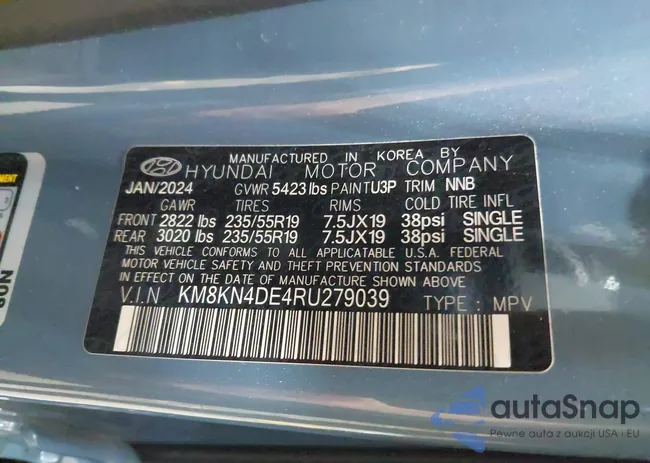 MANUFACTURED IN KOREA BY
HYUNDAI MOTOR COMPANY
JAN/2024 GVWR 5423 lbs PAIN TU3P TRIM NNB
GAWR TIRES RIMS COLD TIRE INFL
FRONT 2822 lbs 235/55R19 7.5JX19 38psi SINGLE
REAR 3020 lbs 235/55R19 7.5JX19 38psi SINGLE
THIS VEHICLE CONFORMS TO ALL APPLICABLE U.S.A. FEDERAL
MOTOR VEHICLE SAFETY AND THEFT PREVENTION STANDARDS
IN EFFECT ON THE DATE OF MANUFACTURE SHOWN ABOVE.
V.I.N KM8KN4DE4RU279039 TYPE : MPV
autaSnap
Pewne auta z aukcji USA i EU